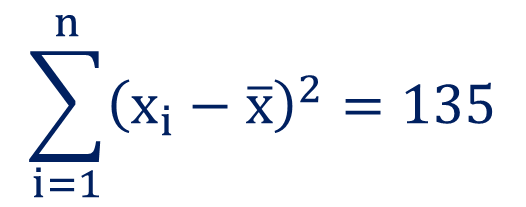 n
∑(xᵢ − x̄)² = 135
i=1